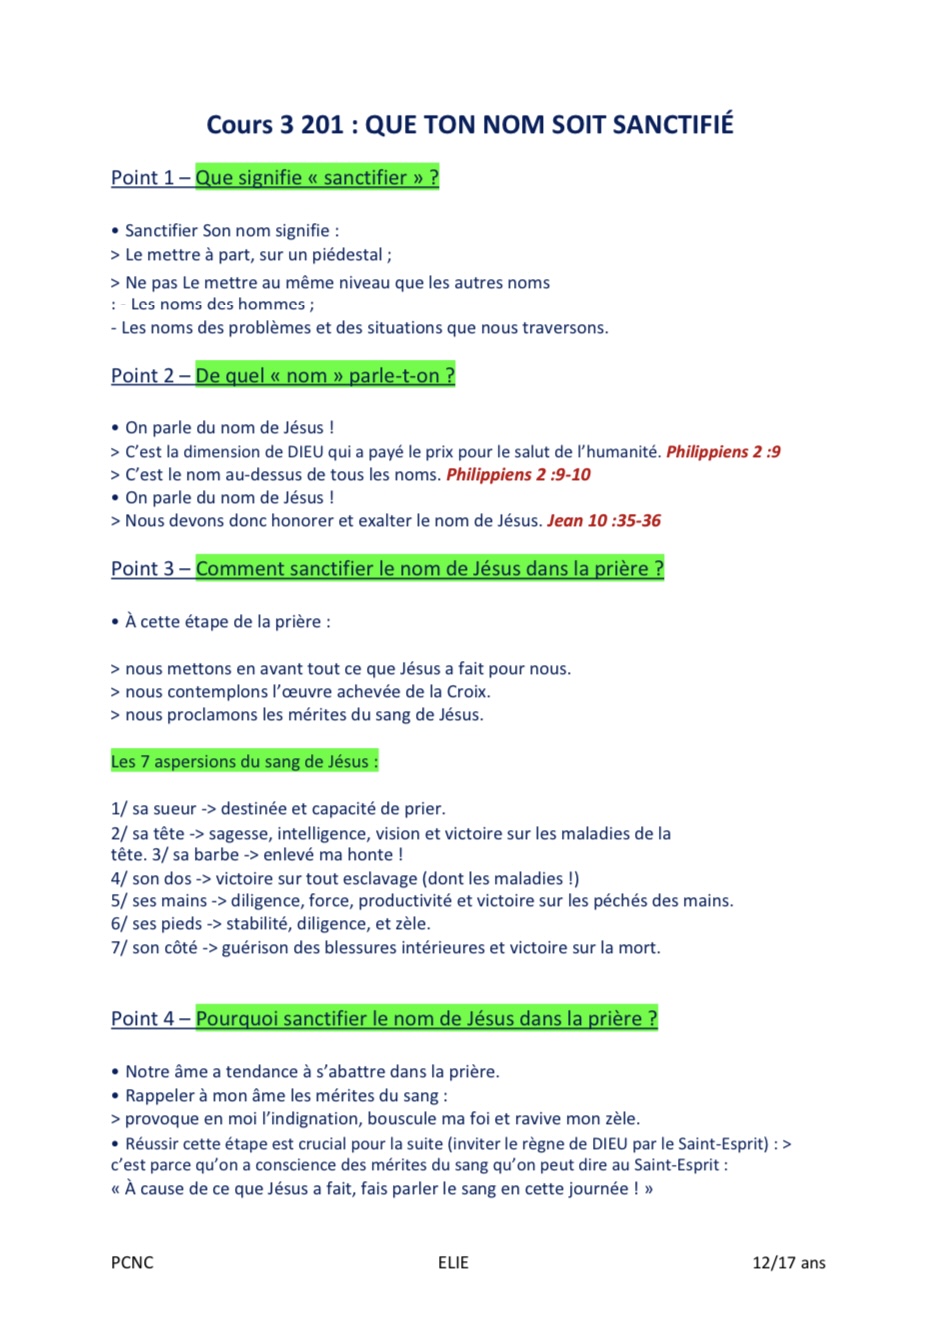 Cours 3 201 : QUE TON NOM SOIT SANCTIFIÉ
Point 1 – Que signifie « sanctifier » ?
• Sanctifier Son nom signifie :
> Le mettre à part, sur un piédestal ;
> Ne pas Le mettre au même niveau que les autres noms
: - Les noms des hommes ;
- Les noms des problèmes et des situations que nous traversons.
Point 2 – De quel « nom » parle-t-on ?
• On parle du nom de Jésus !
> C’est la dimension de DIEU qui a payé le prix pour le salut de l’humanité. Philippiens 2 :9
> C’est le nom au-dessus de tous les noms. Philippiens 2 :9-10
• On parle du nom de Jésus !
> Nous devons donc honorer et exalter le nom de Jésus. Jean 10 :35-36
Point 3 – Comment sanctifier le nom de Jésus dans la prière ?
• À cette étape de la prière :
> nous mettons en avant tout ce que Jésus a fait pour nous.
> nous contemplons l’œuvre achevée de la Croix.
> nous proclamons les mérites du sang de Jésus.
Les 7 aspersions du sang de Jésus :
1/ sa sueur -> destinée et capacité de prier.
2/ sa tête -> sagesse, intelligence, vision et victoire sur les maladies de la
tête. 3/ sa barbe -> enlevé ma honte !
4/ son dos -> victoire sur tout esclavage (dont les maladies !)
5/ ses mains -> diligence, force, productivité et victoire sur les péchés des mains.
6/ ses pieds -> stabilité, diligence, et zèle.
7/ son côté -> guérison des blessures intérieures et victoire sur la mort.
Point 4 – Pourquoi sanctifier le nom de Jésus dans la prière ?
• Notre âme a tendance à s’abattre dans la prière.
• Rappeler à mon âme les mérites du sang :
> provoque en moi l’indignation, bouscule ma foi et ravive mon zèle.
• Réussir cette étape est crucial pour la suite (inviter le règne de DIEU par le Saint-Esprit) : >
c’est parce qu’on a conscience des mérites du sang qu’on peut dire au Saint-Esprit :
« À cause de ce que Jésus a fait, fais parler le sang en cette journée ! »
PCNC ELIE 12/17 ans